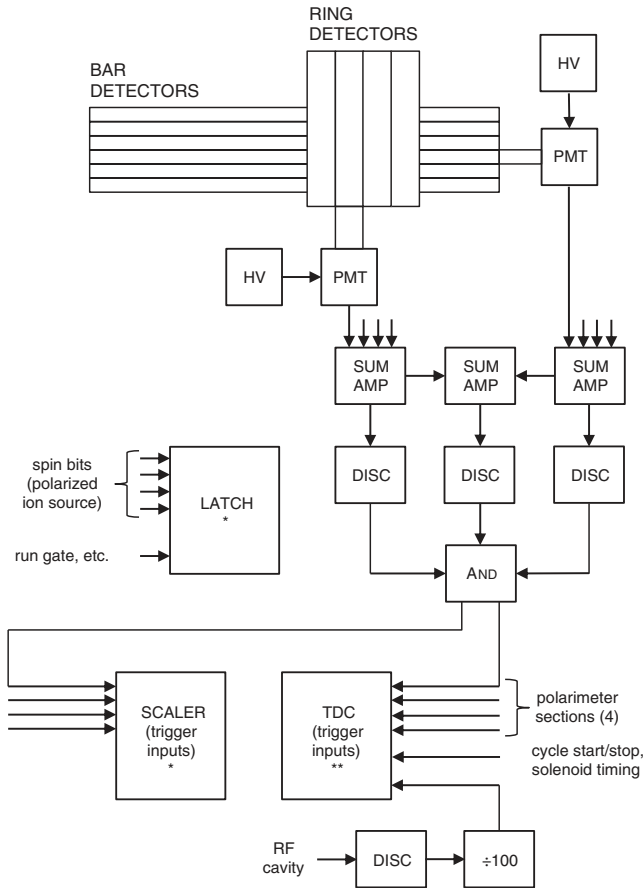 RING
DETECTORS
BAR
DETECTORS
HV
PMT
HV
PMT
SUM
AMP
SUM
AMP
SUM
AMP
spin bits
(polarized
ion source)
LATCH
*
run gate, etc.
DISC
DISC
DISC
AND
SCALER
(trigger
inputs)
*
TDC
(trigger
inputs)
**
polarimeter
sections (4)
cycle start/stop,
solenoid timing
RF
cavity
DISC
÷100